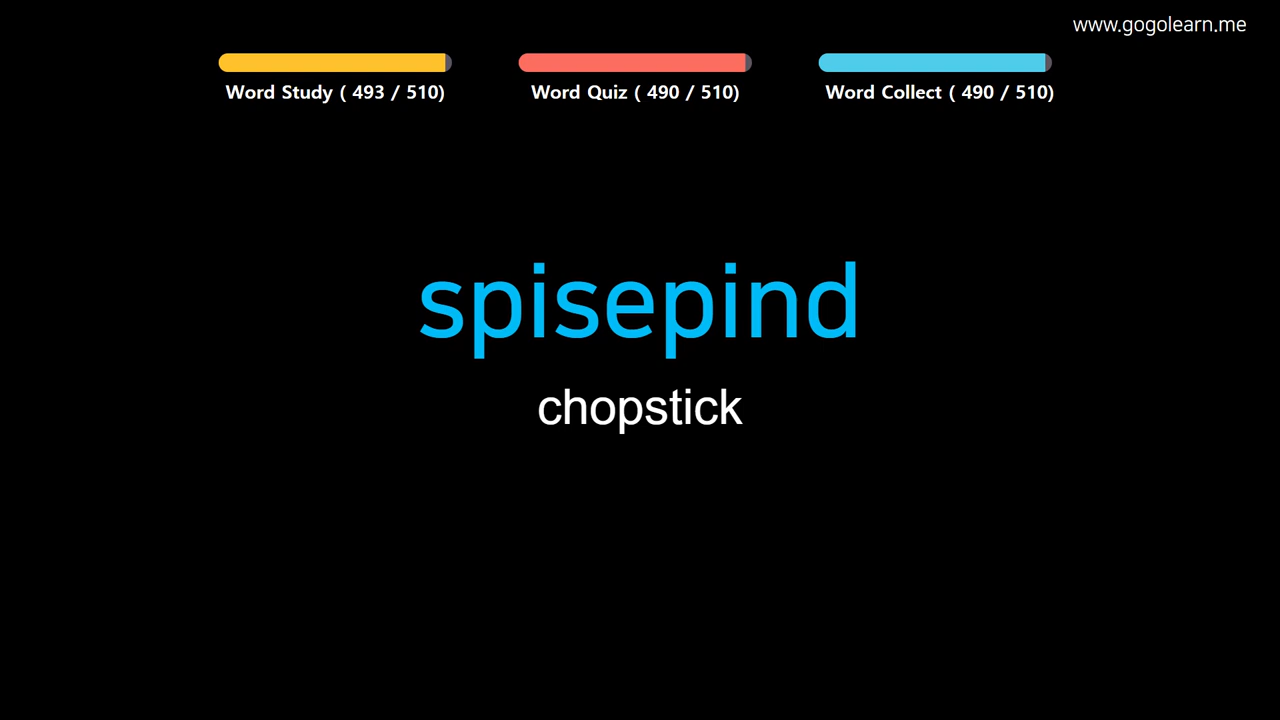 www.gogolearn.me
Word Study ( 493 / 510)
Word Quiz ( 490 / 510)
Word Collect ( 490 / 510)
spisepind
chopstick